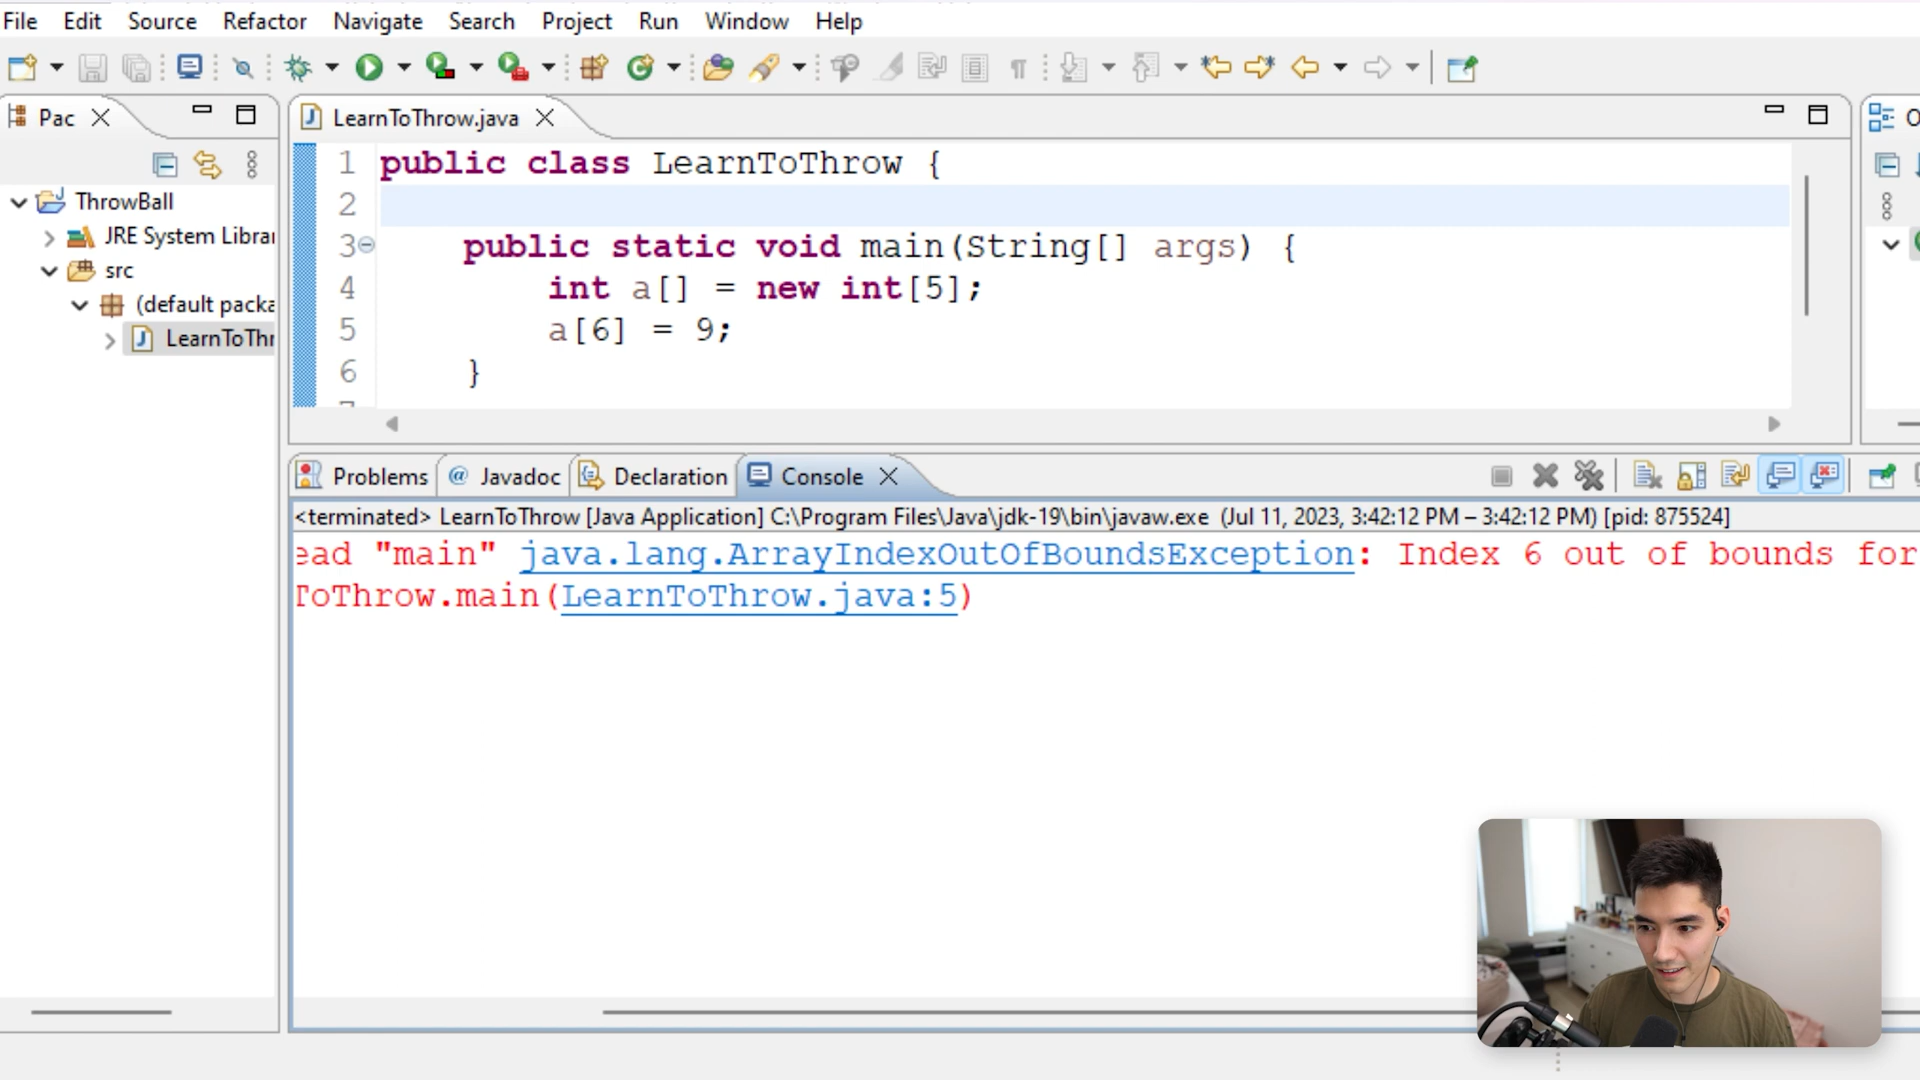 File Edit Source Refactor Navigate Search Project Run Window Help
Pac
ThrowBall
JRE System Librar
src
(default packa
LearnToThr
LearnToThrow.java
1 public class LearnToThrow {
2
3 public static void main(String[] args) {
4 int a[] = new int[5];
5 a[6] = 9;
6 }
Problems @ Javadoc Declaration Console
<terminated> LearnToThrow [Java Application] C:\Program Files\Java\jdk-19\bin\javaw.exe (Jul 11, 2023, 3:42:12 PM – 3:42:12 PM) [pid: 875524]
ead "main" java.lang.ArrayIndexOutOfBoundsException: Index 6 out of bounds for
ToThrow.main(LearnToThrow.java:5)